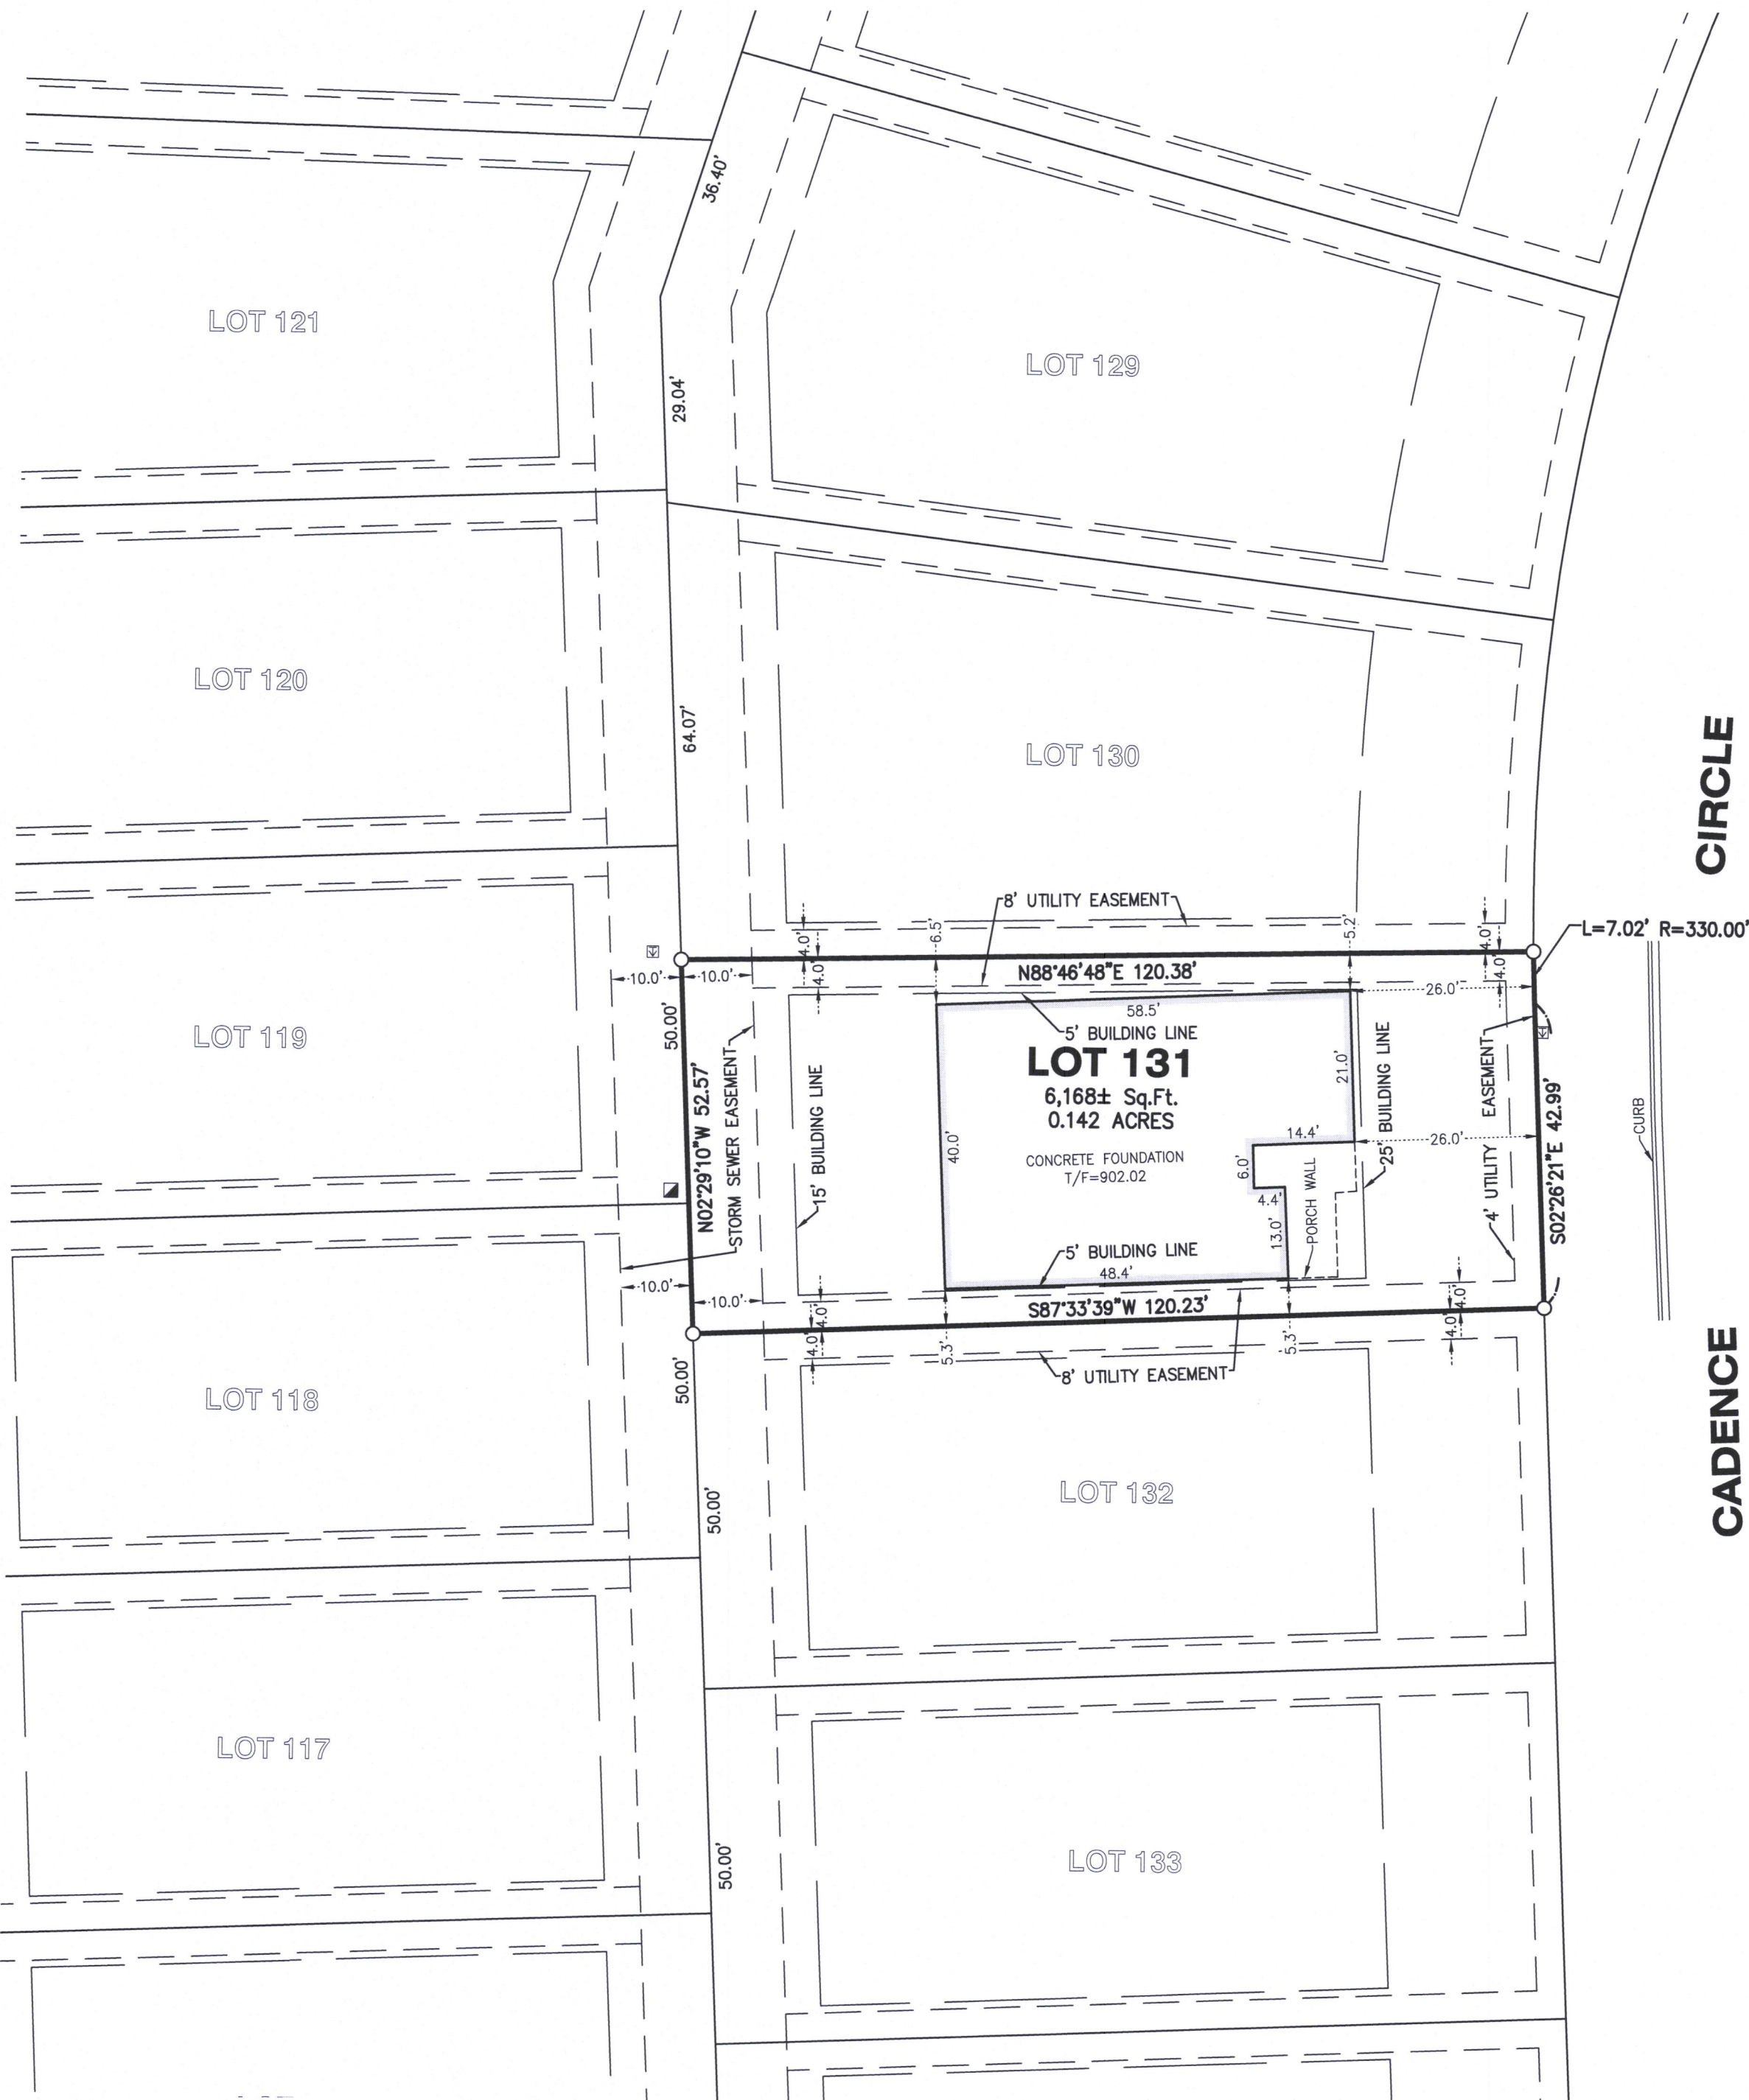 36.40'
LOT 121
LOT 129
29.04'
LOT 120
64.07'
LOT 130
CIRCLE
8' UTILITY EASEMENT
4.0'
6.5'
5.2'
4.0'
L=7.02' R=330.00'
10.0'
10.0'
4.0'
N88°46'48"E 120.38'
4.0'
26.0'
58.5'
5' BUILDING LINE
50.00'
LOT 119
LOT 131
6,168± Sq.Ft.
0.142 ACRES
CONCRETE FOUNDATION
T/F=902.02
N02°29'10"W 52.57'
STORM SEWER EASEMENT
15' BUILDING LINE
40.0'
21.0'
25' BUILDING LINE
4' UTILITY EASEMENT
S02°26'21"E 42.99'
CURB
14.4'
26.0'
6.0'
4.4'
13.0'
PORCH WALL
5' BUILDING LINE
48.4'
10.0'
10.0'
4.0'
S87°33'39"W 120.23'
4.0'
4.0'
5.3'
5.3'
4.0'
8' UTILITY EASEMENT
50.00'
LOT 118
CADENCE
50.00'
LOT 132
LOT 117
50.00'
LOT 133